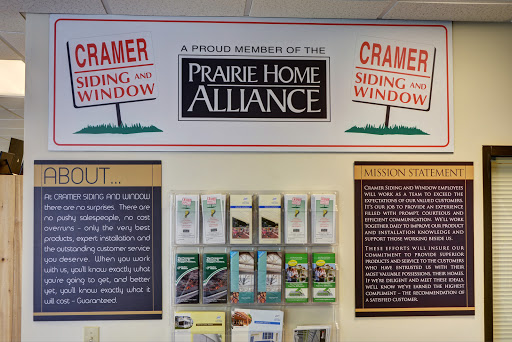 CRAMER
SIDING AND
WINDOW
A PROUD MEMBER OF THE
PRAIRIE HOME
ALLIANCE
CRAMER
SIDING AND
WINDOW
ABOUT...
At CRAMER SIDING AND WINDOW
there are no surprises. There are
no pushy salespeople, no cost
overruns - only the very best
products, expert installation and
the outstanding customer service
you deserve. When you work
with us, you'll know exactly what
you're going to get, and better
yet, you'll know exactly what it
will cost - Guaranteed.
MISSION STATEMENT
CRAMER SIDING AND WINDOW EMPLOYEES
WILL WORK AS A TEAM TO EXCEED THE
EXPECTATIONS OF OUR VALUED CUSTOMERS.
IT'S OUR JOB TO PROVIDE AN EXPERIENCE
FILLED WITH PROMPT, COURTEOUS AND
EFFICIENT COMMUNICATION. WE'LL WORK
TOGETHER DAILY TO IMPROVE OUR PRODUCT
AND INSTALLATION KNOWLEDGE AND
SUPPORT THOSE WORKING BESIDE US.
THESE EFFORTS WILL INSURE OUR
COMMITMENT TO PROVIDE SUPERIOR
PRODUCTS AND SERVICE TO THE CUSTOMERS
WHO HAVE ENTRUSTED US WITH THEIR
MOST VALUABLE POSSESSIONS, THEIR HOMES.
IF WE'RE DILIGENT AND MEET THESE IDEALS,
WE'LL KNOW WE'VE EARNED THE HIGHEST
COMPLIMENT - THE RECOMMENDATION OF
A SATISFIED CUSTOMER.